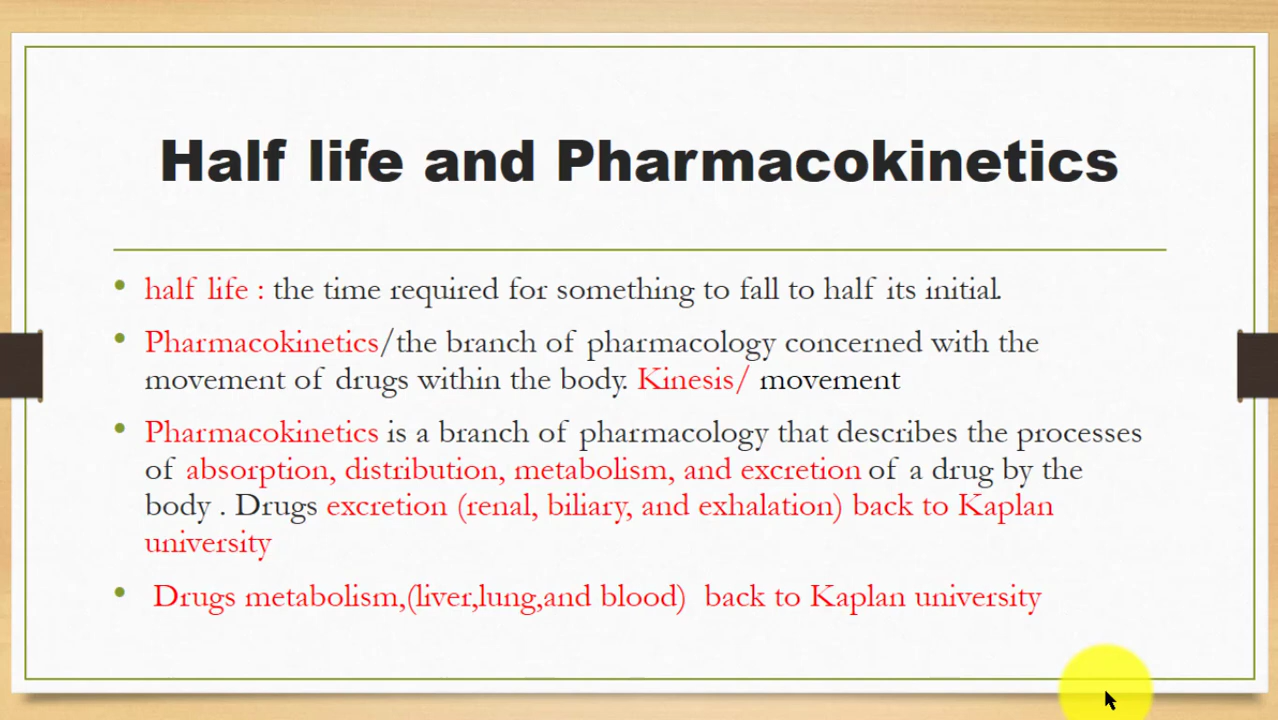 Half life and Pharmacokinetics
half life : the time required for something to fall to half its initial.
Pharmacokinetics/the branch of pharmacology concerned with the
movement of drugs within the body. Kinesis/ movement
Pharmacokinetics is a branch of pharmacology that describes the processes
of absorption, distribution, metabolism, and excretion of a drug by the
body . Drugs excretion (renal, biliary, and exhalation) back to Kaplan
university
Drugs metabolism,(liver,lung,and blood) back to Kaplan university